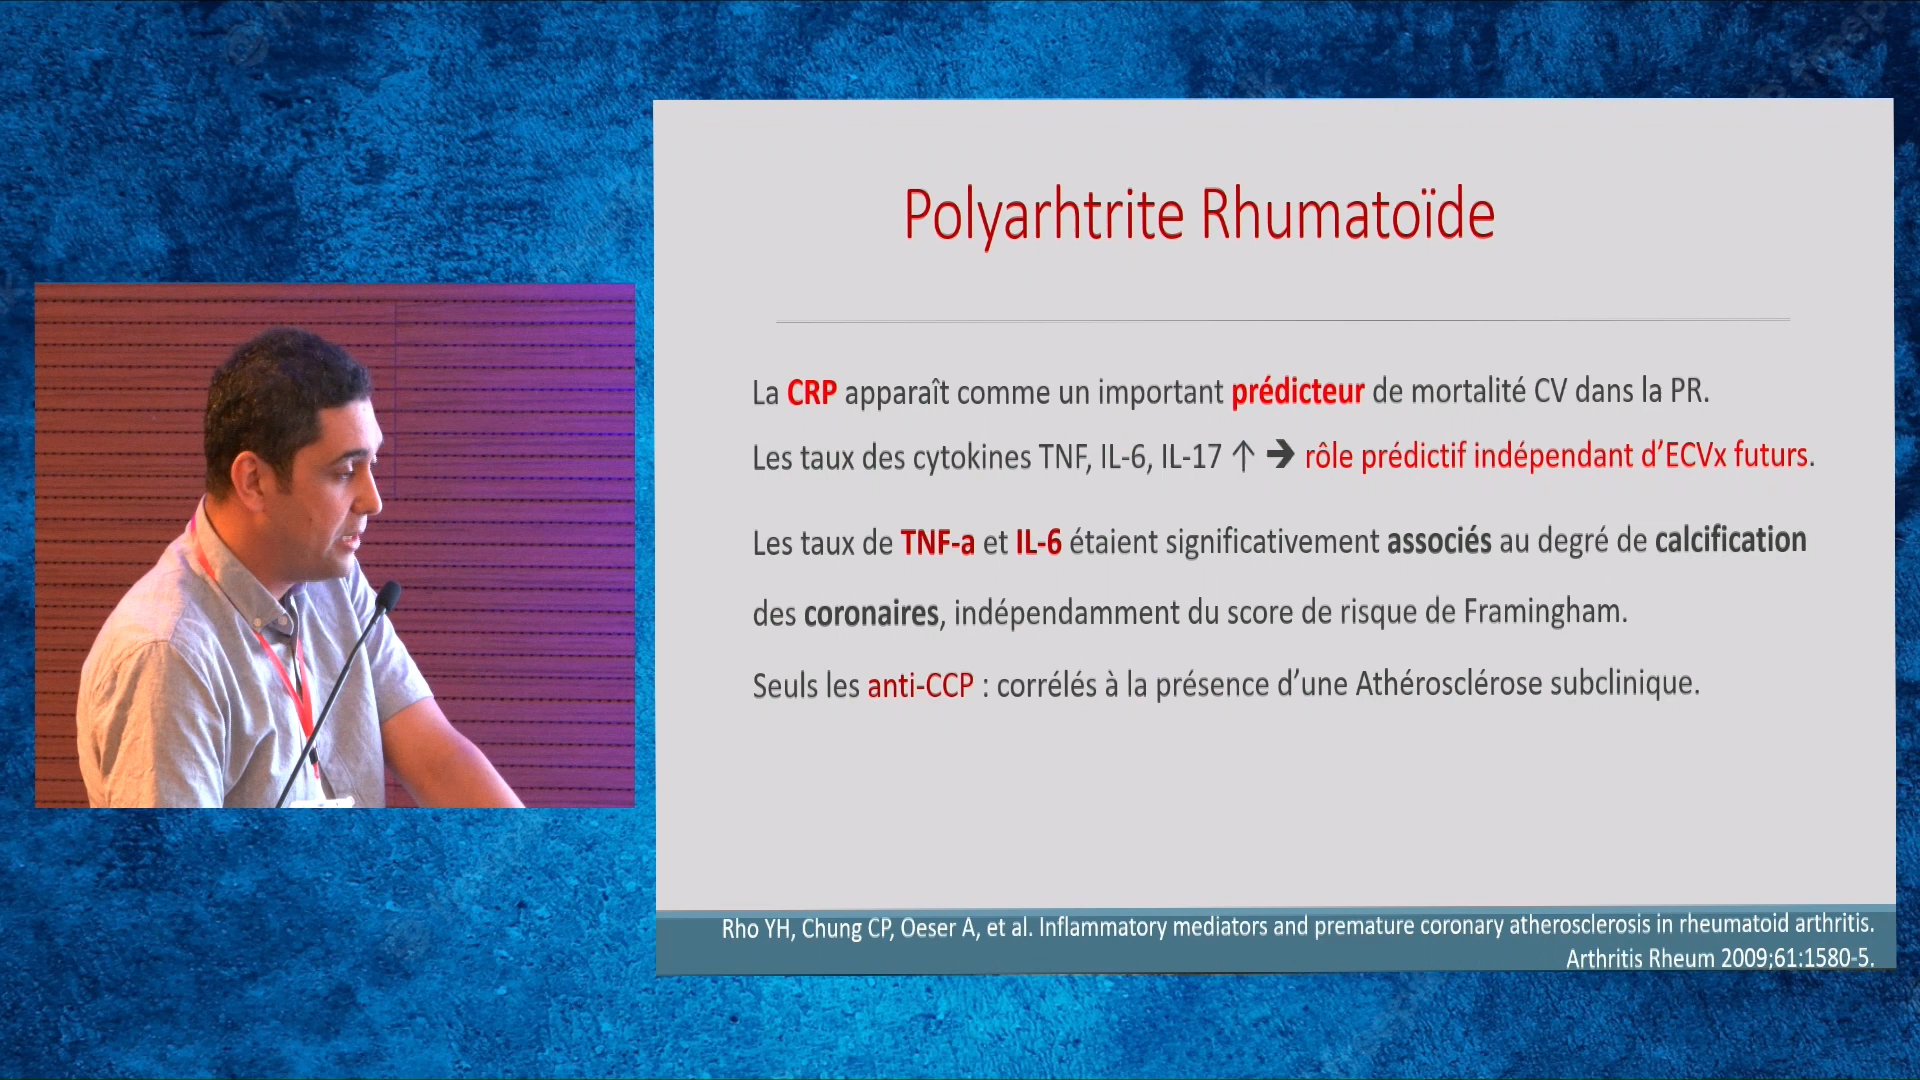 Polyarhtrite Rhumatoïde
La CRP apparaît comme un important prédicteur de mortalité CV dans la PR.
Les taux des cytokines TNF, IL-6, IL-17 ↑ → rôle prédictif indépendant d’ECVx futurs.
Les taux de TNF-a et IL-6 étaient significativement associés au degré de calcification
des coronaires, indépendamment du score de risque de Framingham.
Seuls les anti-CCP : corrélés à la présence d’une Athérosclérose subclinique.
Rho YH, Chung CP, Oeser A, et al. Inflammatory mediators and premature coronary atherosclerosis in rheumatoid arthritis.
Arthritis Rheum 2009;61:1580-5.